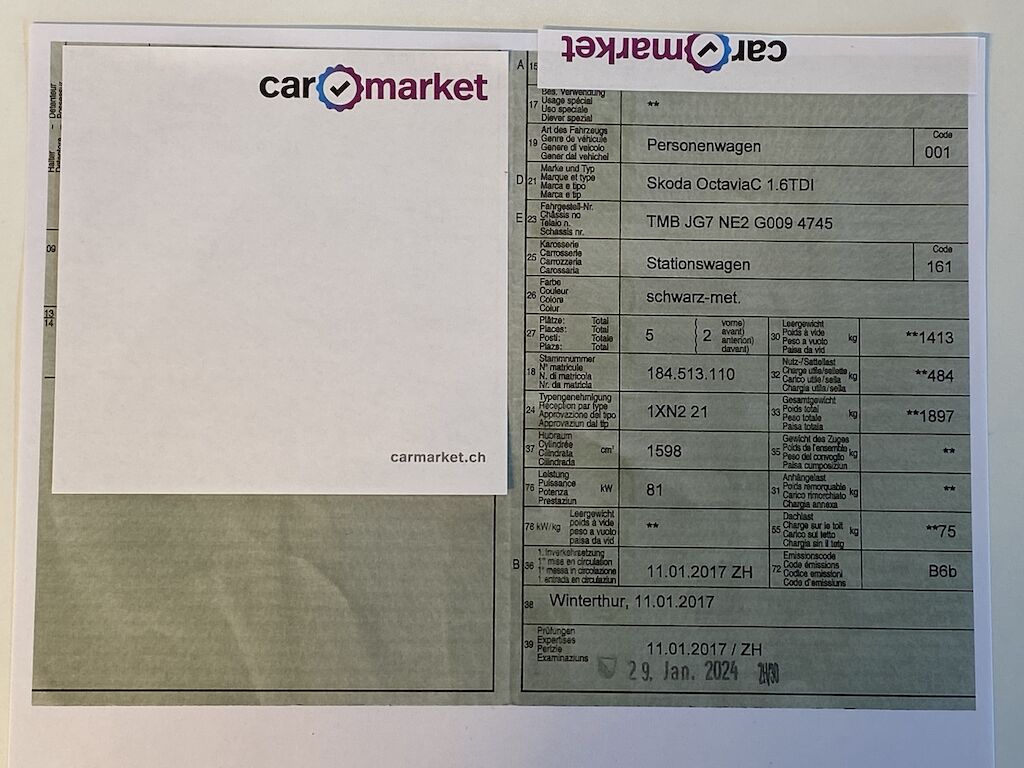 carmarket
carmarket.ch
Halter – Détenteur
09
13
14
carmarket
A 15
17 Bes. Verwendung
Usage spécial
Uso speciale
Diever spezial
**
19 Art des Fahrzeugs
Genre de véhicule
Genere di veicolo
Gener dal vehichel
Personenwagen
Code
001
D 21 Marke und Typ
Marque et type
Marca e tipo
Marca e tip
Skoda OctaviaC 1.6TDI
E 23 Fahrgestell-Nr.
Châssis no
Telaio n.
Schassis nr.
TMB JG7 NE2 G009 4745
25 Karosserie
Carrosserie
Carrozzeria
Carossaria
Stationswagen
Code
161
26 Farbe
Couleur
Colore
Colur
schwarz-met.
27 Plätze: Total
Places: Total
Posti: Totale
Plazs: Total
5
2
vorne)
avant)
anteriori)
davant)
30 Leergewicht
Poids à vide
Peso a vuoto
Paisa da vid
kg
**1413
18 Stammnummer
N° matricule
N. di matricola
Nr. da matricla
184.513.110
32 Nutz-/Sattellast
Charge utile/sellette
Carico utile/sella
Chargia utila/sella
kg
**484
24 Typengenehmigung
Réception par type
Approvazione del tipo
Approvaziun dal tip
1XN2 21
33 Gesamtgewicht
Poids total
Peso totale
Paisa totala
kg
**1897
37 Hubraum
Cylindrée
Cilindrata
Cilindrada
cm³
1598
35 Gewicht des Zuges
Poids de l'ensemble
Peso del convoglio
Paisa cumposiziun
kg
**
76 Leistung
Puissance
Potenza
Prestaziun
kW
81
31 Anhängelast
Poids remorquable
Carico rimorchiato
Chargia annexa
kg
**
78 kW/kg
Leergewicht
poids à vide
peso a vuoto
paisa da vid
**
55 Dachlast
Charge sur le toit
Carico sul tetto
Chargia sin il tetg
kg
**75
B 36 1. Inverkehrsetzung
1re mise en circulation
1a messa in circolazione
1. entrada en circulaziun
11.01.2017 ZH
72 Emissionscode
Code émissions
Codice emissioni
Code d'emissiuns
B6b
38 Winterthur, 11.01.2017
39 Prüfungen
Expertises
Perizie
Examinaziuns
11.01.2017 / ZH
29. Jan. 2024